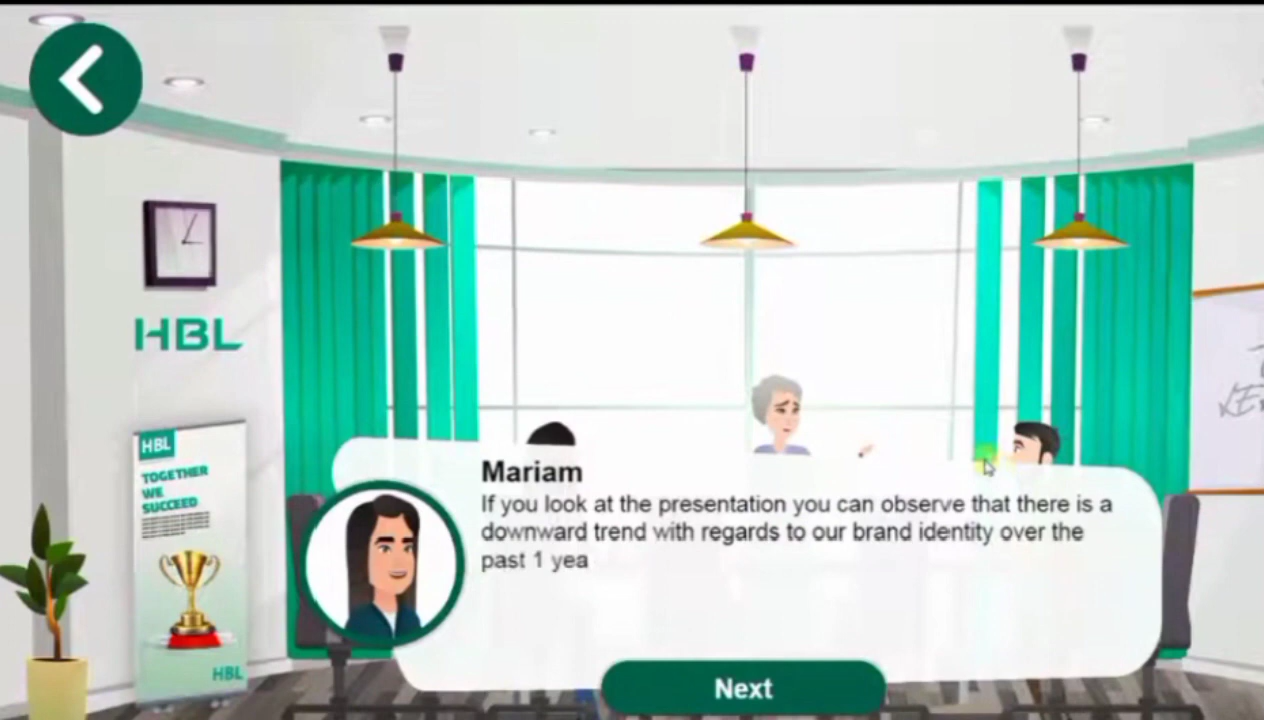 HBL
HBL
TOGETHER
WE
SUCCEED
HBL
Mariam
If you look at the presentation you can observe that there is a
downward trend with regards to our brand identity over the
past 1 yea
Next